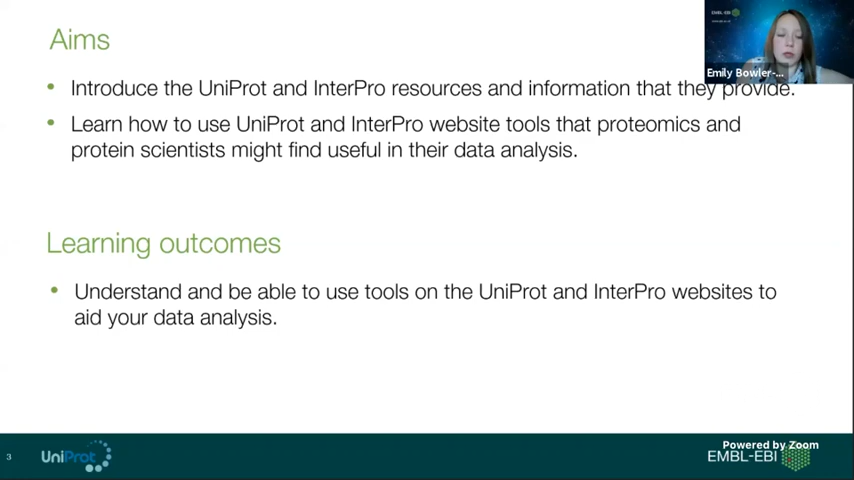 Aims
EMBL-EBI
Emily Bowler-...
• Introduce the UniProt and InterPro resources and information that they provide.
• Learn how to use UniProt and InterPro website tools that proteomics and
protein scientists might find useful in their data analysis.
Learning outcomes
• Understand and be able to use tools on the UniProt and InterPro websites to
aid your data analysis.
3
UniProt
Powered by Zoom
EMBL-EBI